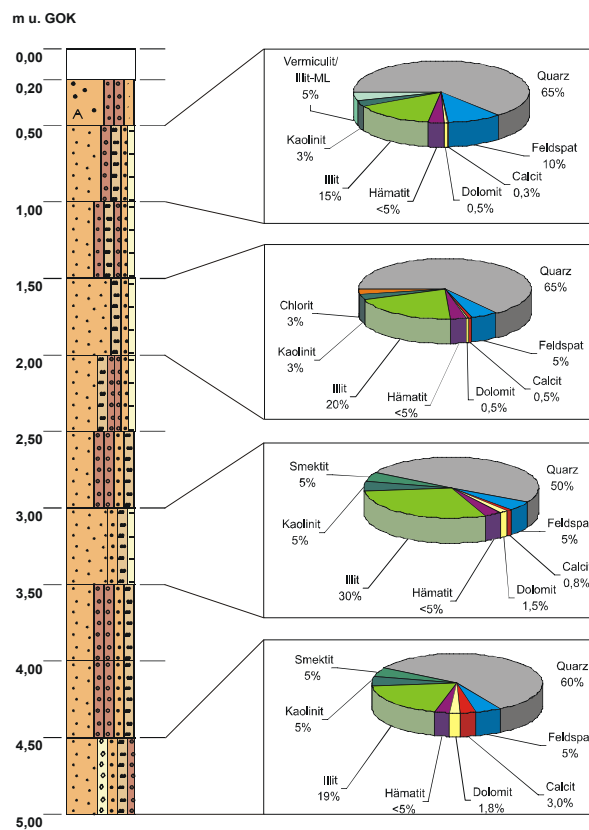 m u. GOK
0,00
0,20
0,50
1,00
1,50
2,00
2,50
3,00
3,50
4,00
4,50
5,00
A
Vermiculit/
Illit-ML
5%
Kaolinit
3%
Illit
15%
Hämatit
<5%
Dolomit
0,5%
Calcit
0,3%
Feldspat
10%
Quarz
65%
Chlorit
3%
Kaolinit
3%
Illit
20%
Hämatit
<5%
Dolomit
0,5%
Calcit
0,5%
Feldspat
5%
Quarz
65%
Smektit
5%
Kaolinit
5%
Illit
30%
Hämatit
<5%
Dolomit
1,5%
Calcit
0,8%
Feldspat
5%
Quarz
50%
Smektit
5%
Kaolinit
5%
Illit
19%
Hämatit
<5%
Dolomit
1,8%
Calcit
3,0%
Feldspat
5%
Quarz
60%